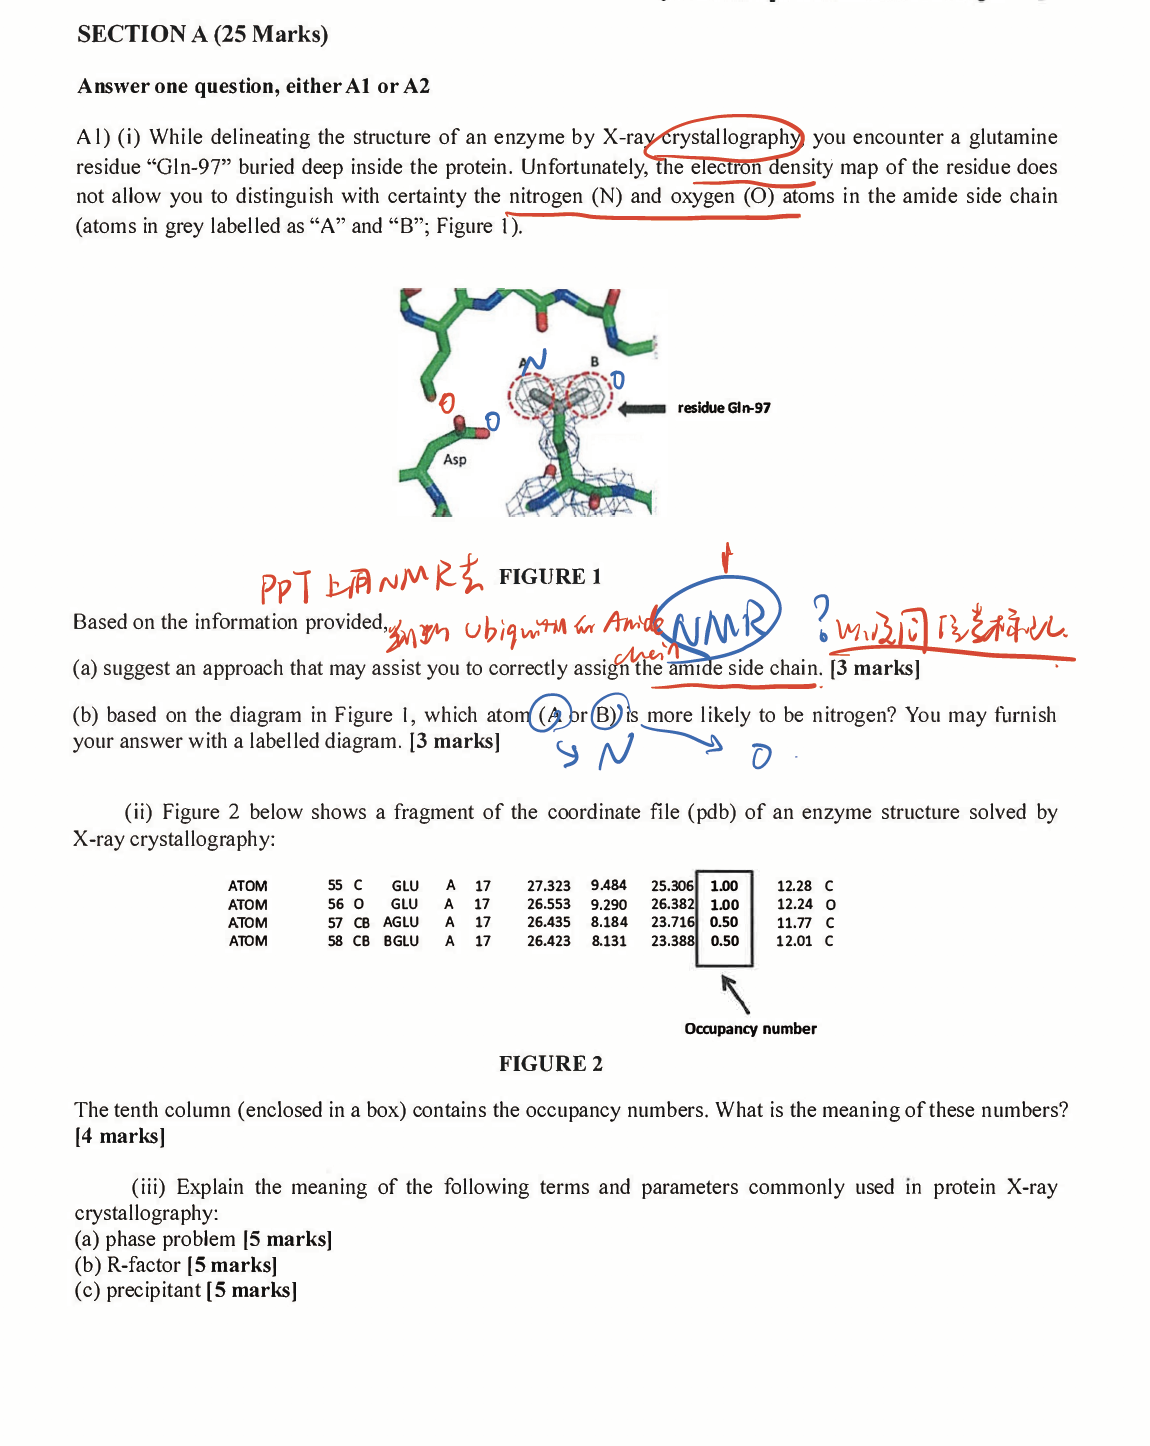 SECTION A (25 Marks)
Answer one question, either A1 or A2
A1) (i) While delineating the structure of an enzyme by X-ray crystallography, you encounter a glutamine
residue “Gln-97” buried deep inside the protein. Unfortunately, the electron density map of the residue does
not allow you to distinguish with certainty the nitrogen (N) and oxygen (O) atoms in the amide side chain
(atoms in grey labelled as “A” and “B”; Figure 1).
A N B
O
residue Gln-97
O
O
Asp
PPT上用NMR去 FIGURE 1
Based on the information provided, Ubiquitin for Amide NMR ?
chain
(a) suggest an approach that may assist you to correctly assign the amide side chain. [3 marks]
(b) based on the diagram in Figure 1, which atom (A or B) is more likely to be nitrogen? You may furnish
your answer with a labelled diagram. [3 marks]
N O
(ii) Figure 2 below shows a fragment of the coordinate file (pdb) of an enzyme structure solved by
X-ray crystallography:
ATOM 55 C GLU A 17 27.323 9.484 25.306 1.00 12.28 C
ATOM 56 O GLU A 17 26.553 9.290 26.382 1.00 12.24 O
ATOM 57 CB AGLU A 17 26.435 8.184 23.716 0.50 11.77 C
ATOM 58 CB BGLU A 17 26.423 8.131 23.388 0.50 12.01 C
Occupancy number
FIGURE 2
The tenth column (enclosed in a box) contains the occupancy numbers. What is the meaning of these numbers?
[4 marks]
(iii) Explain the meaning of the following terms and parameters commonly used in protein X-ray
crystallography:
(a) phase problem [5 marks]
(b) R-factor [5 marks]
(c) precipitant [5 marks]